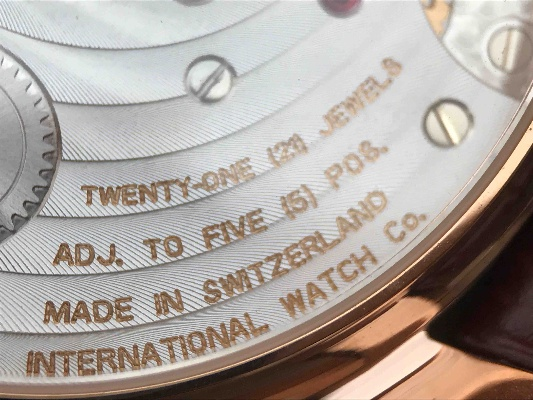 TWENTY-ONE (21) JEWELS
ADJ. TO FIVE (5) POS.
MADE IN SWITZERLAND
INTERNATIONAL WATCH Co.